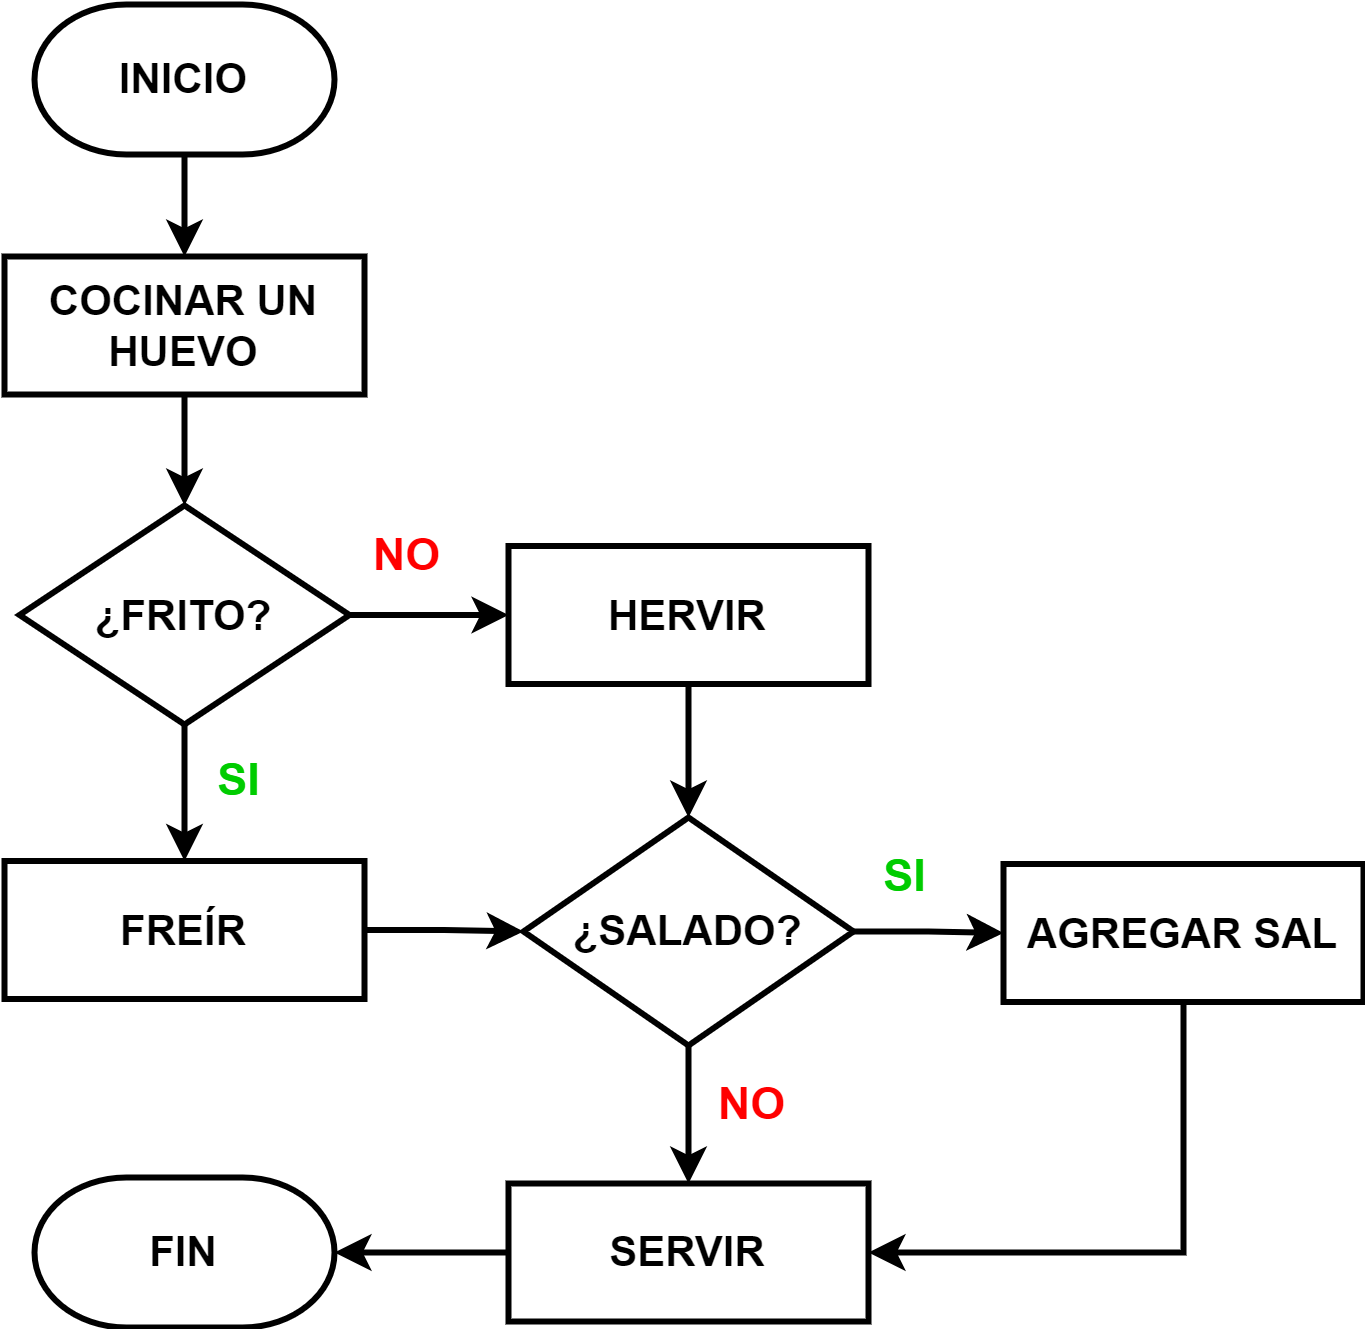 INICIO
COCINAR UN
HUEVO
¿FRITO?
NO
HERVIR
SI
FREÍR
¿SALADO?
SI
AGREGAR SAL
NO
SERVIR
FIN